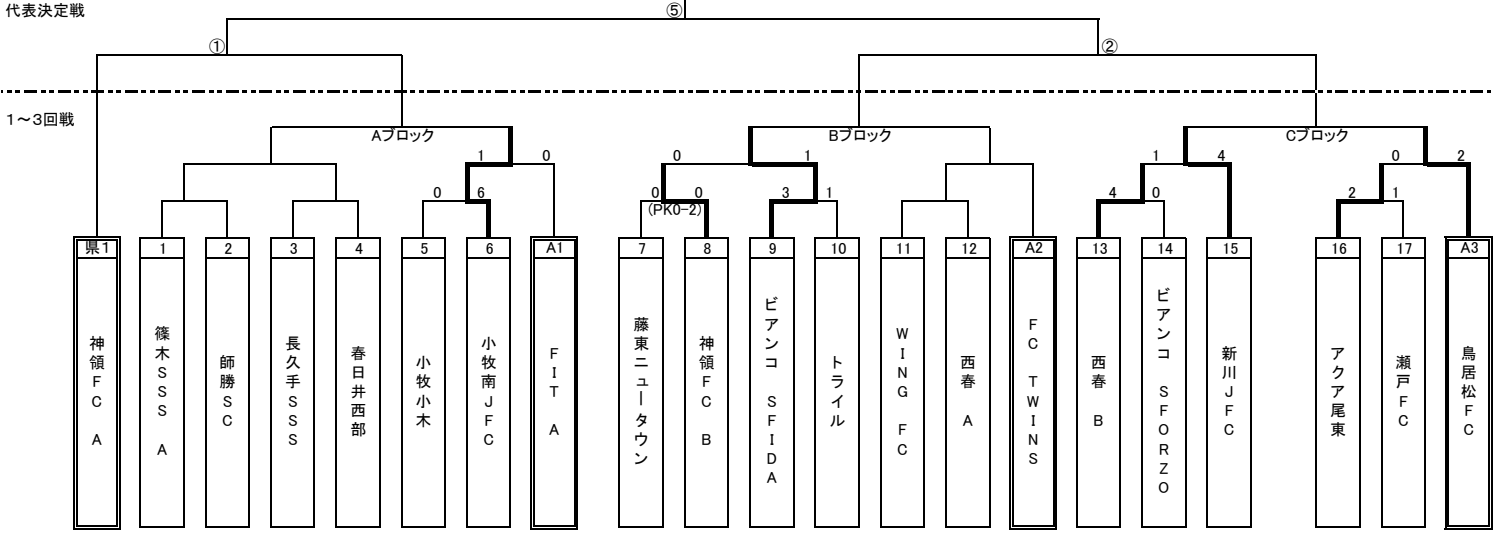 代表決定戦
⑤
① ②
1～3回戦
Aブロック Bブロック Cブロック
1 0 0 1 1 4 0 2
0 6 0 0 3 1 4 0 2 1
(PK0-2)
県1 1 2 3 4 5 6 A1 7 8 9 10 11 12 A2 13 14 15 16 17 A3
神領FC A
篠木SSS A
師勝SC
長久手SSS
春日井西部
小牧小木
小牧南JFC
FIT A
藤東ニュータウン
神領FC B
ビアンコ SFIDA
トライル
WING FC
西春 A
FC TWINS
西春 B
ビアンコ SFORZO
新川JFC
アクア尾東
瀬戸FC
鳥居松FC